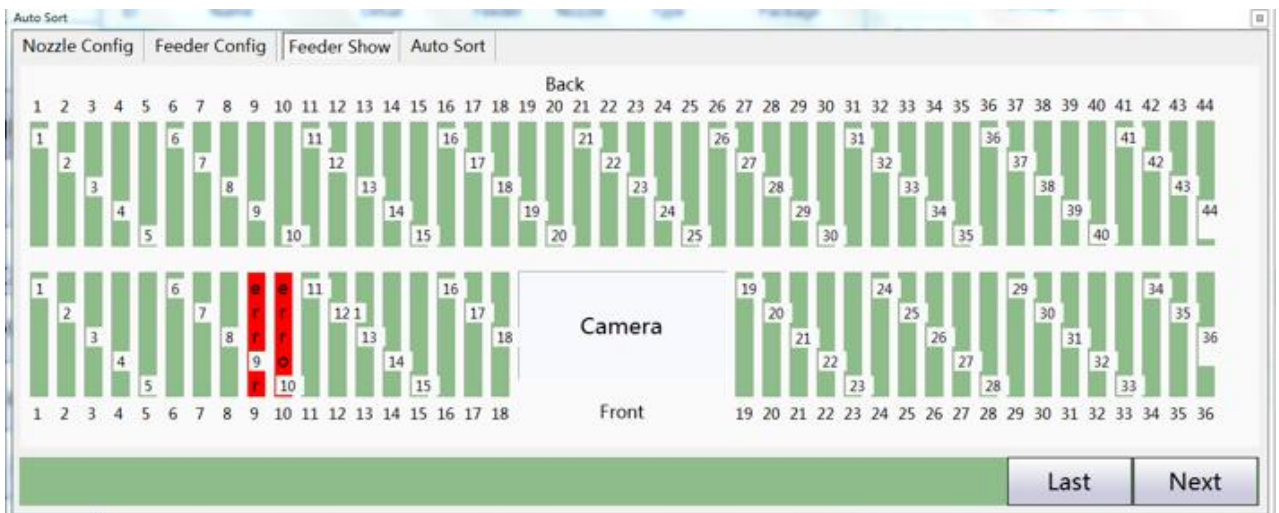 Auto Sort
Nozzle Config Feeder Config Feeder Show Auto Sort
Back
1 2 3 4 5 6 7 8 9 10 11 12 13 14 15 16 17 18 19 20 21 22 23 24 25 26 27 28 29 30 31 32 33 34 35 36 37 38 39 40 41 42 43 44
1 6 11 16 21 26 31 36 41
2 7 12 17 22 27 32 37 42
3 8 13 18 23 28 33 38 43
4 9 14 19 24 29 34 39 44
5 10 15 20 25 30 35 40
1 6 e e 11 16 19 24 29 34
2 7 r r 12 1 17 20 25 30 35
3 8 r r 13 18 Camera 21 26 31 36
4 9 o 14 22 27 32
5 r 10 15 23 28 33
Front
1 2 3 4 5 6 7 8 9 10 11 12 13 14 15 16 17 18 19 20 21 22 23 24 25 26 27 28 29 30 31 32 33 34 35 36
Last Next